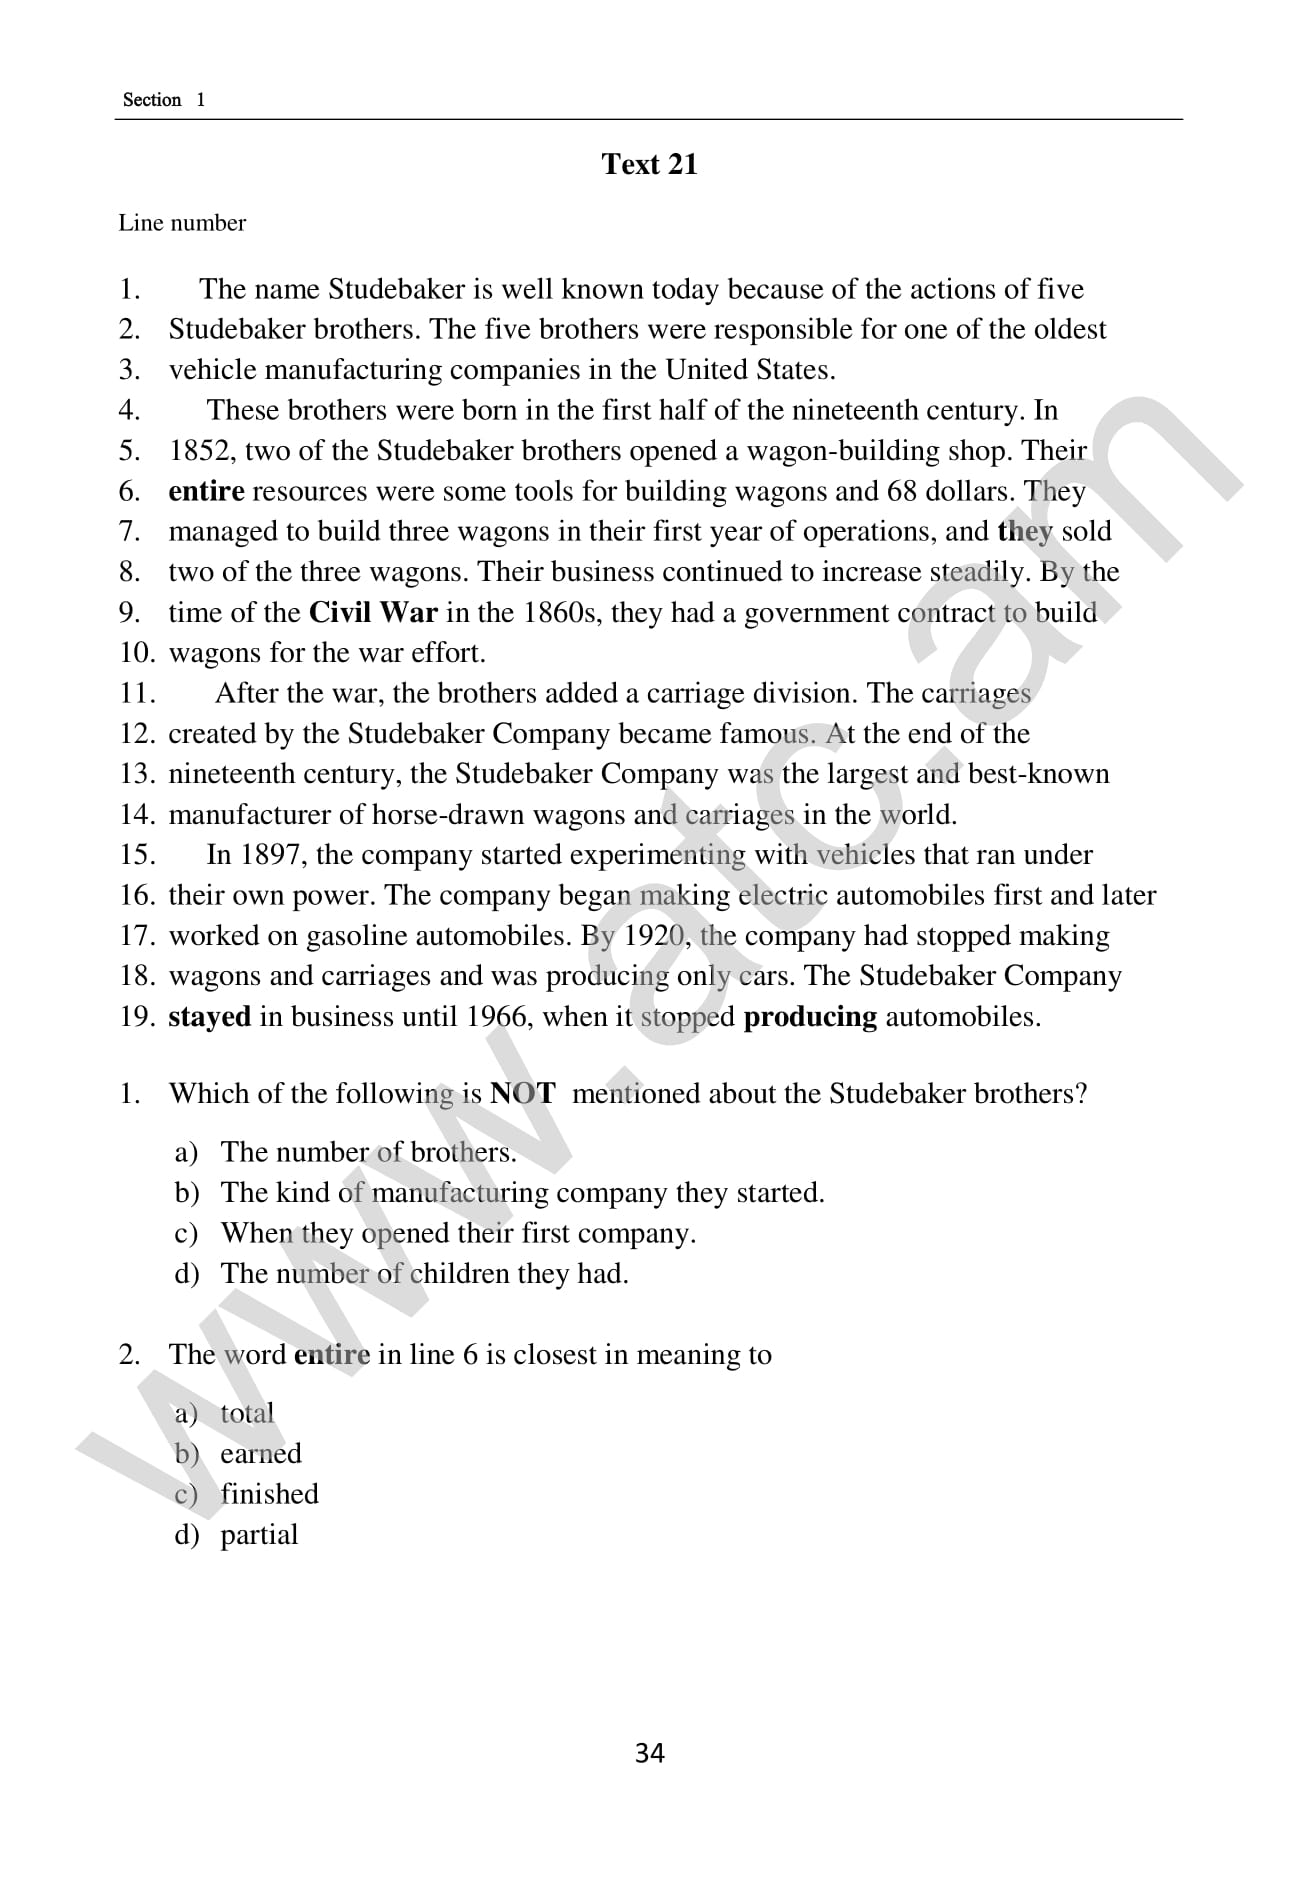 Section 1
Text 21
Line number
1. The name Studebaker is well known today because of the actions of five
2. Studebaker brothers. The five brothers were responsible for one of the oldest
3. vehicle manufacturing companies in the United States.
4. These brothers were born in the first half of the nineteenth century. In
5. 1852, two of the Studebaker brothers opened a wagon-building shop. Their
6. entire resources were some tools for building wagons and 68 dollars. They
7. managed to build three wagons in their first year of operations, and they sold
8. two of the three wagons. Their business continued to increase steadily. By the
9. time of the Civil War in the 1860s, they had a government contract to build
10. wagons for the war effort.
11. After the war, the brothers added a carriage division. The carriages
12. created by the Studebaker Company became famous. At the end of the
13. nineteenth century, the Studebaker Company was the largest and best-known
14. manufacturer of horse-drawn wagons and carriages in the world.
15. In 1897, the company started experimenting with vehicles that ran under
16. their own power. The company began making electric automobiles first and later
17. worked on gasoline automobiles. By 1920, the company had stopped making
18. wagons and carriages and was producing only cars. The Studebaker Company
19. stayed in business until 1966, when it stopped producing automobiles.
1. Which of the following is NOT mentioned about the Studebaker brothers?
a) The number of brothers.
b) The kind of manufacturing company they started.
c) When they opened their first company.
d) The number of children they had.
2. The word entire in line 6 is closest in meaning to
a) total
b) earned
c) finished
d) partial
34
www.atc.am